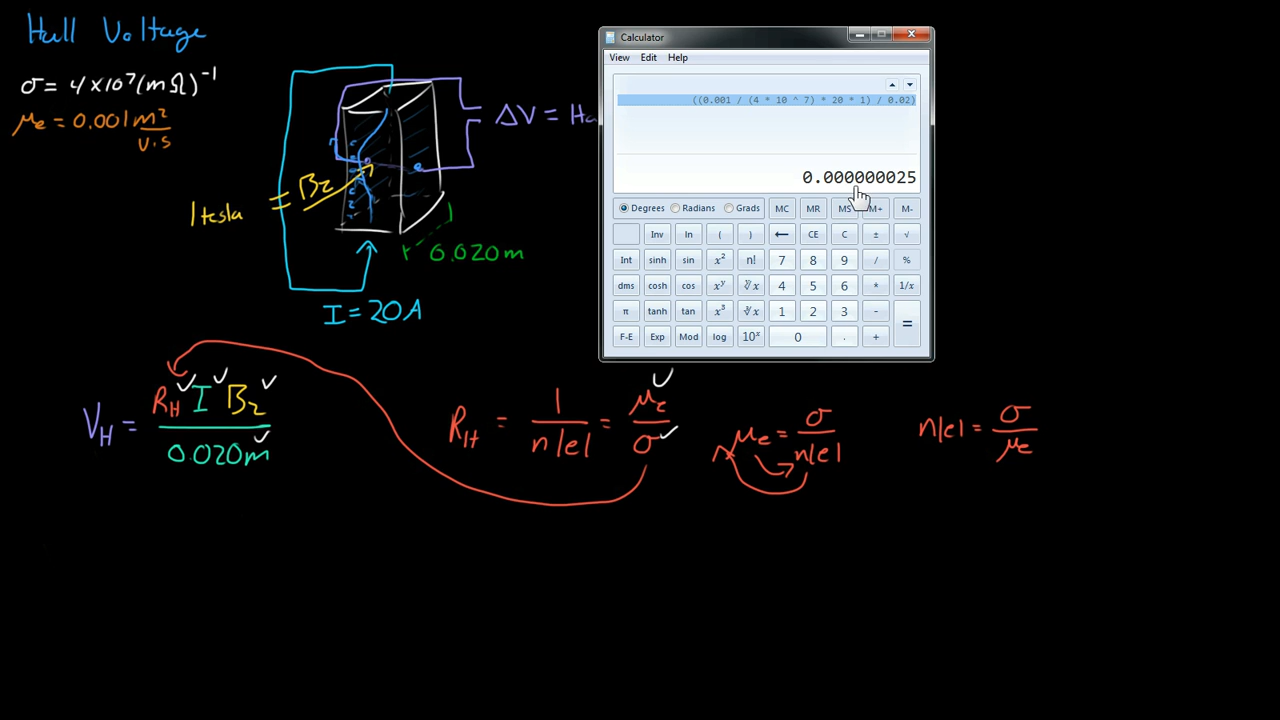 Hall Voltage
σ = 4×10⁷(mΩ)⁻¹
μe = 0.001 m²/V·S
ΔV = Ha
Bz
1 tesla
0.020m
I = 20A
VH = RH I Bz / 0.020m
RH = 1/n|e| = μe/σ
μe = σ/n|e|
n|e| = σ/μe
Calculator
View Edit Help
((0.001 / (4 * 10 ^ 7) * 20 * 1) / 0.02)
0.000000025
Degrees Radians Grads MC MR MS M+ M-
Inv ln ( ) ← CE C ± √
Int sinh sin x² n! 7 8 9 / %
dms cosh cos xʸ ʸ√x 4 5 6 * 1/x
π tanh tan x³ ³√x 1 2 3 - =
F-E Exp Mod log 10ˣ 0 . +